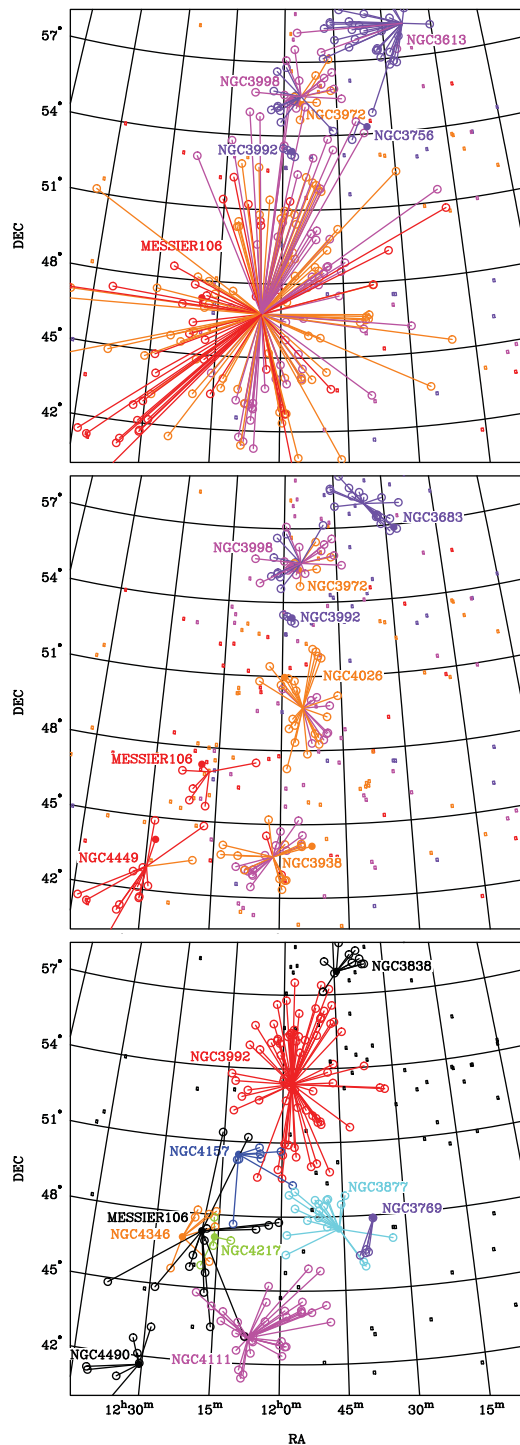 57°
NGC3613
NGC3998
54°
NGC3972
NGC3756
NGC3992
51°
DEC
MESSIER106
48°
45°
42°
57°
NGC3683
NGC3998
54°
NGC3972
NGC3992
51°
NGC4026
DEC
48°
MESSIER106
45°
NGC4449
NGC3938
42°
57°
NGC3838
54°
NGC3992
51°
NGC4157
DEC
48°
NGC3877
MESSIER106
NGC3769
NGC4346
NGC4217
45°
NGC4111
42°
NGC4490
12ʰ30ᵐ 15ᵐ 12ʰ0ᵐ 45ᵐ 30ᵐ 15ᵐ
RA